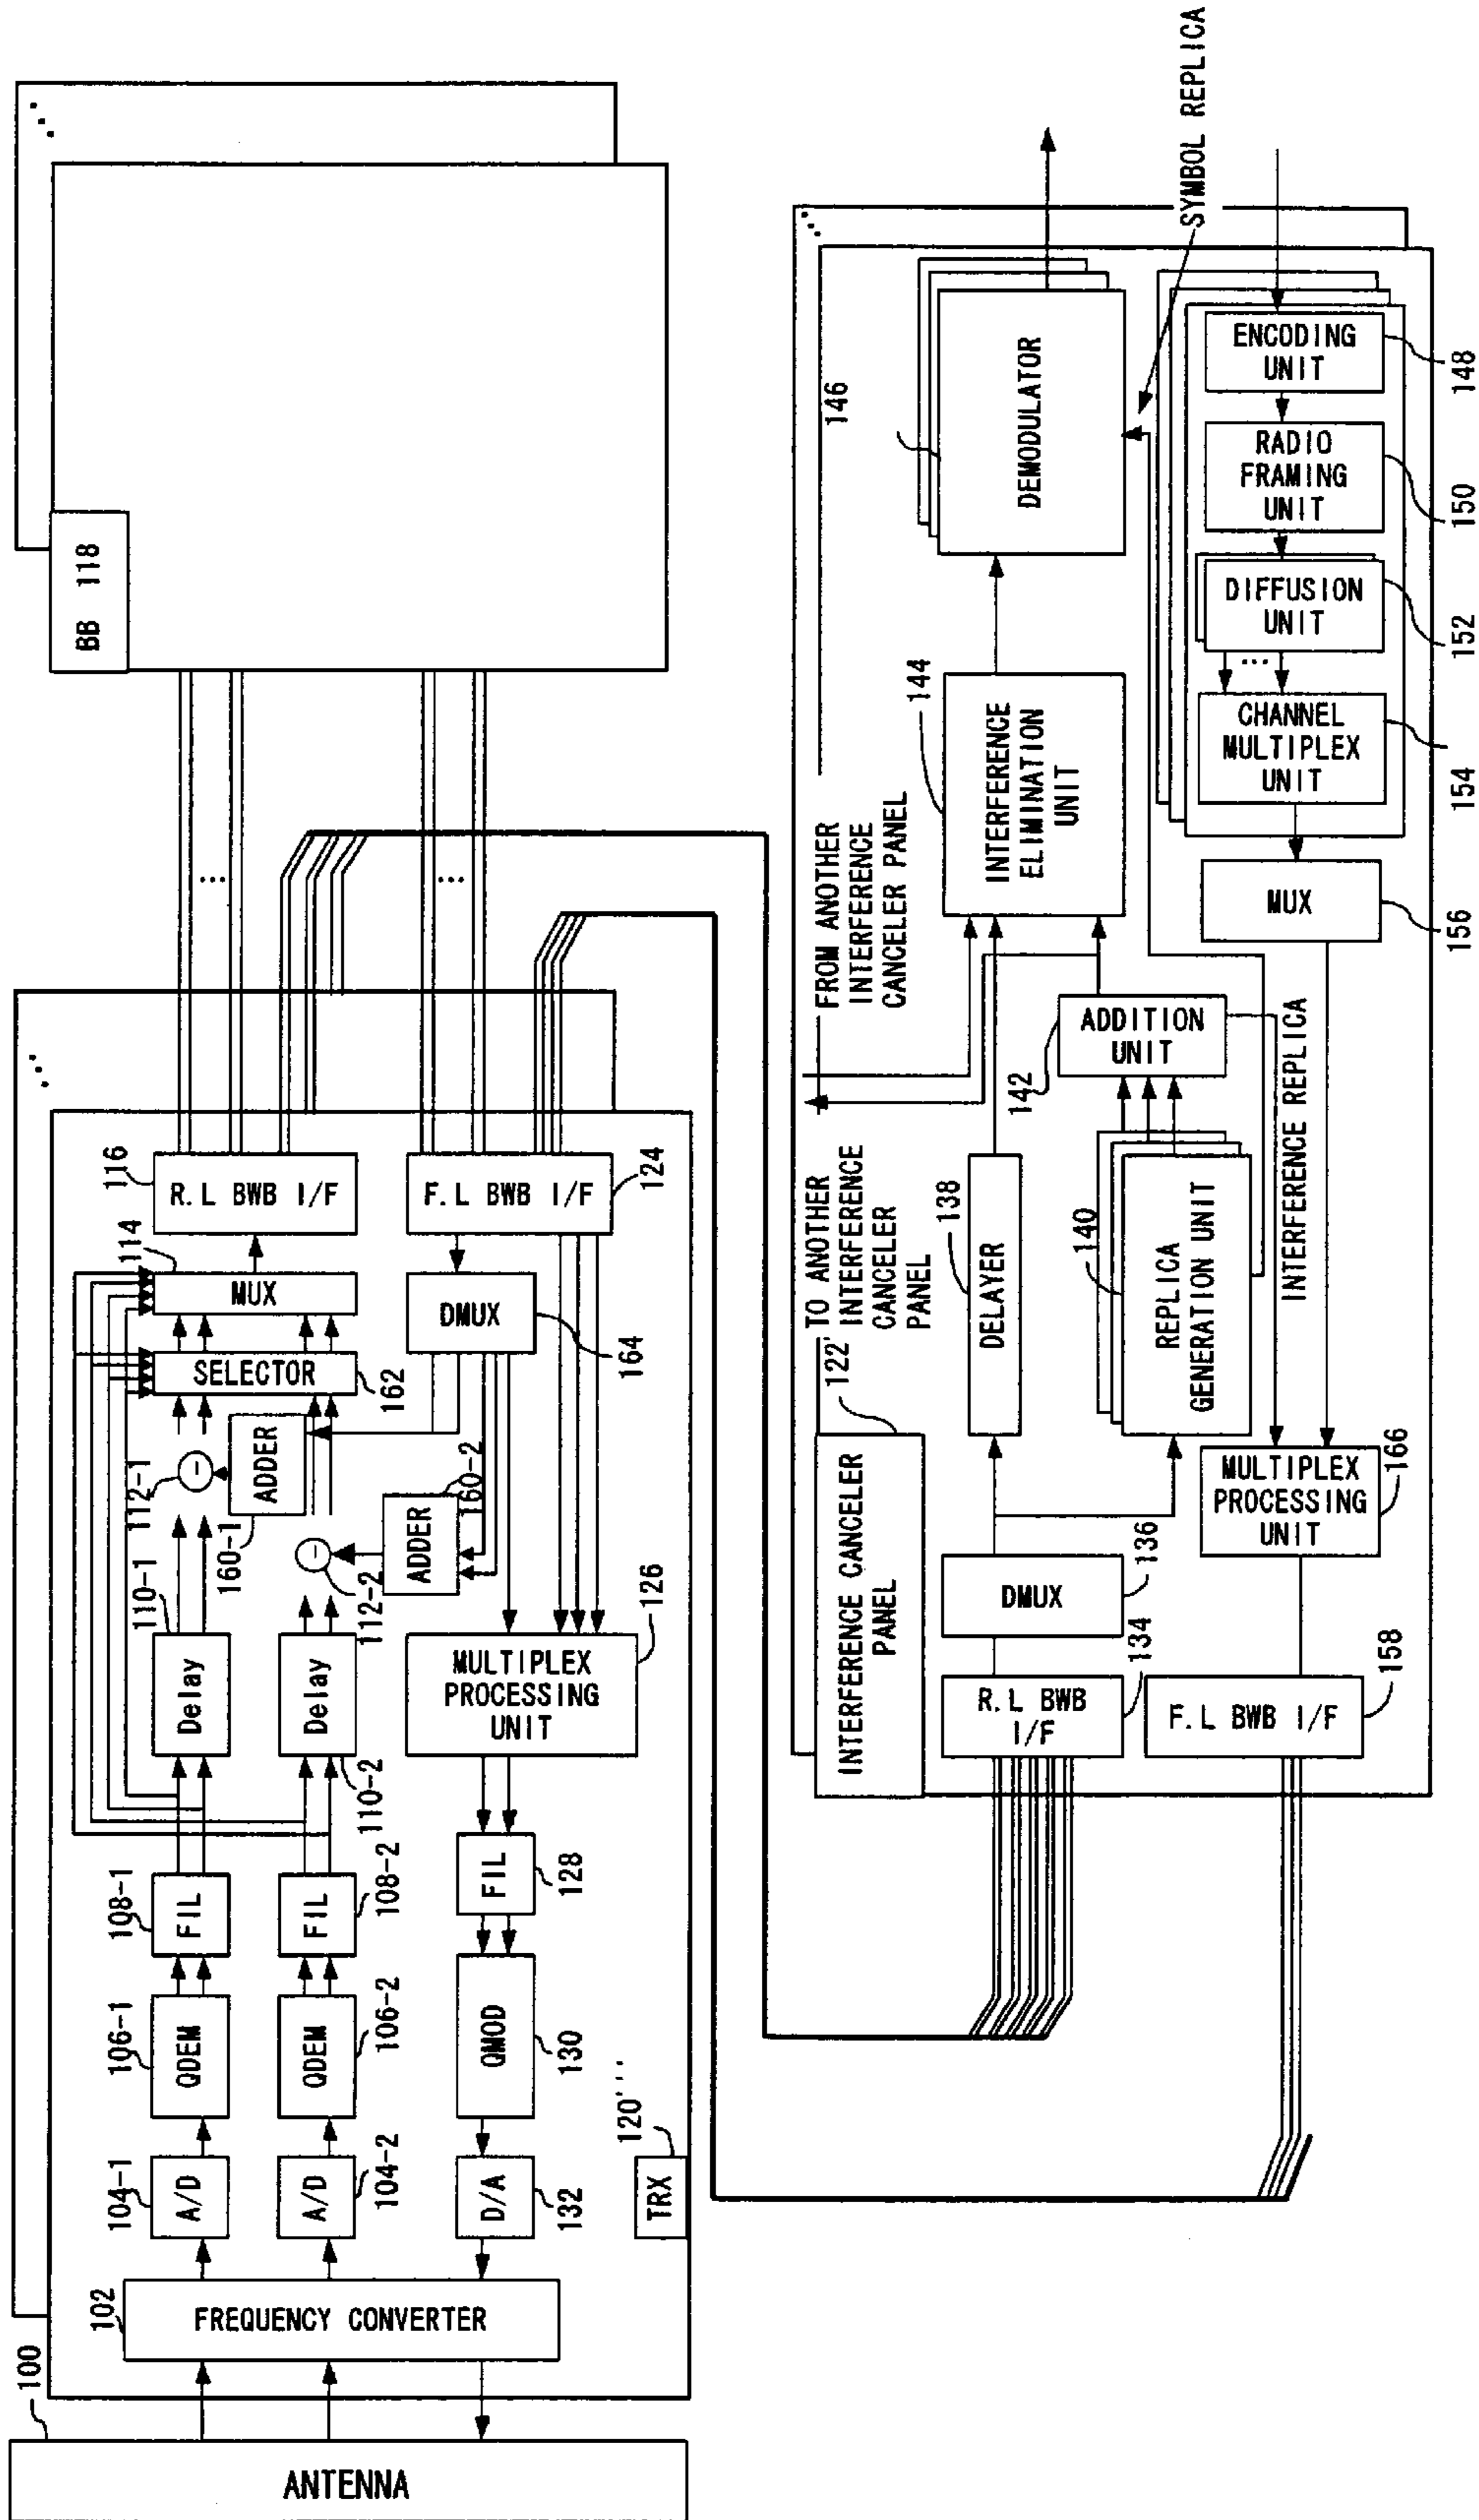 ANTENNA
100
FREQUENCY CONVERTER
102
A/D
104-1
QDEM
106-1
FIL
108-1
Delay
110-1
112-1
−
ADDER
160-1
SELECTOR
162
MUX
114
R.L BWB I/F
116
A/D
104-2
QDEM
106-2
FIL
108-2
Delay
110-2
−
112-2
ADDER
160-2
D/A
132
QMOD
130
FIL
128
MULTIPLEX
PROCESSING
UNIT
126
DMUX
164
F.L BWB I/F
124
TRX
120'''
BB 118
INTERFERENCE CANCELER
PANEL
122'
TO ANOTHER
INTERFERENCE
CANCELER
PANEL
FROM ANOTHER
INTERFERENCE
CANCELER PANEL
R.L BWB
I/F
134
DMUX
136
DELAYER
138
REPLICA
GENERATION UNIT
140
ADDITION
UNIT
142
INTERFERENCE
ELIMINATION
UNIT
144
DEMODULATOR
146
SYMBOL REPLICA
F.L BWB I/F
158
MULTIPLEX
PROCESSING
UNIT
166
INTERFERENCE REPLICA
MUX
156
CHANNEL
MULTIPLEX
UNIT
154
DIFFUSION
UNIT
152
RADIO
FRAMING
UNIT
150
ENCODING
UNIT
148